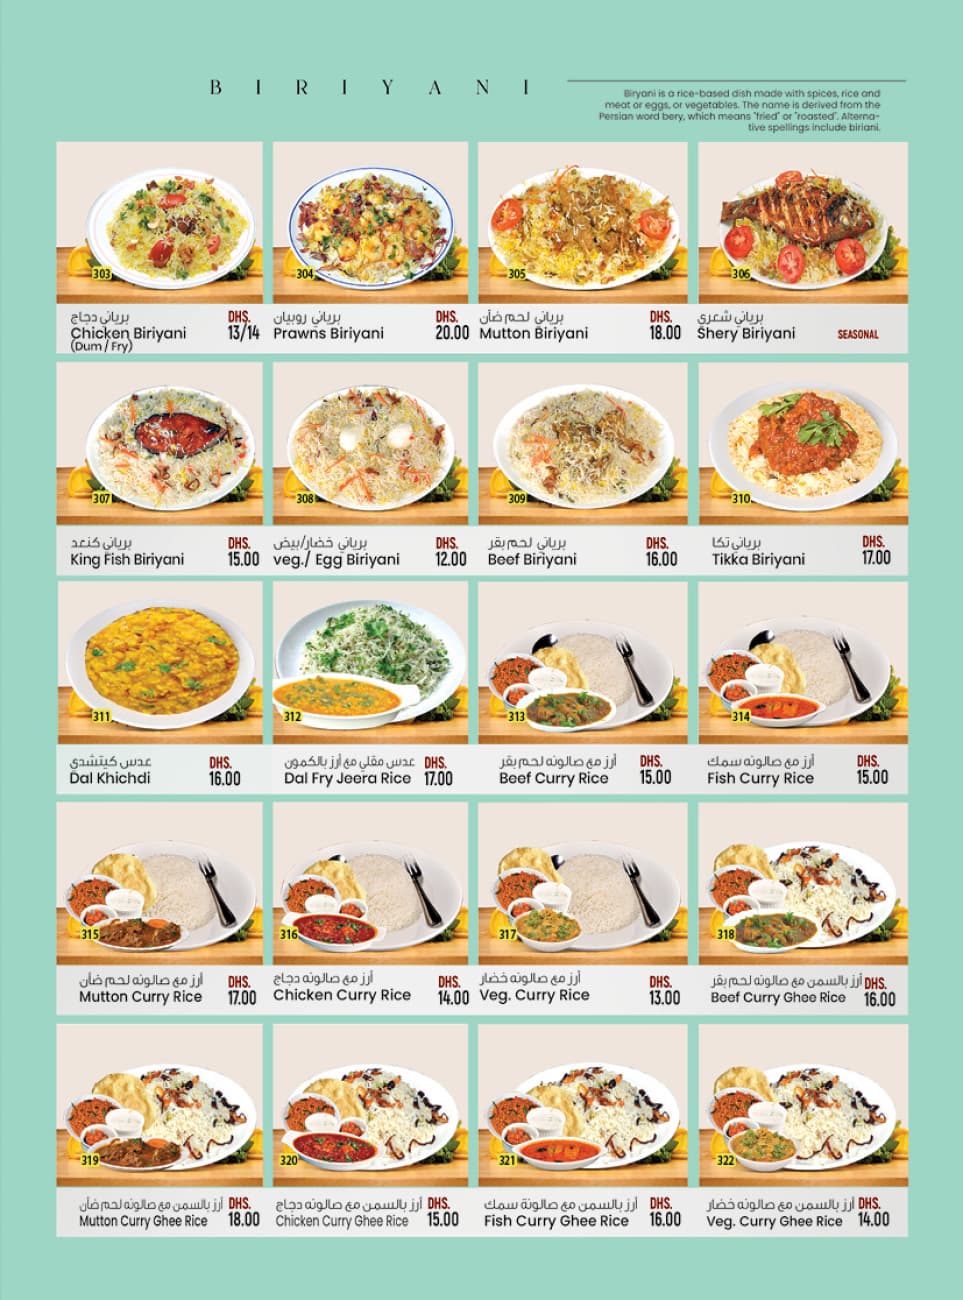 BIRIYANI
Biryani is a rice-based dish made with spices, rice and
meat or eggs, or vegetables. The name is derived from the
Persian word bery, which means "fried" or "roasted". Alterna-
tive spellings include biriani.
303
برياني دجاج
Chicken Biriyani
(Dum / Fry)
DHS.
13/14
304
برياني روبيان
Prawns Biriyani
DHS.
20.00
305
برياني لحم ضأن
Mutton Biriyani
DHS.
18.00
306
برياني شعري
Shery Biriyani
SEASONAL
307
برياني كنعد
King Fish Biriyani
DHS.
15.00
308
برياني خضار/بيض
veg./ Egg Biriyani
DHS.
12.00
309
برياني لحم بقر
Beef Biriyani
DHS.
16.00
310
برياني تكا
Tikka Biriyani
DHS.
17.00
311
عدس كيتشدي
Dal Khichdi
DHS.
16.00
312
عدس مقلي مع أرز بالكمون
Dal Fry Jeera Rice
DHS.
17.00
313
أرز مع صالونه لحم بقر
Beef Curry Rice
DHS.
15.00
314
أرز مع صالونه سمك
Fish Curry Rice
DHS.
15.00
315
أرز مع صالونه لحم ضأن
Mutton Curry Rice
DHS.
17.00
316
أرز مع صالونه دجاج
Chicken Curry Rice
DHS.
14.00
317
أرز مع صالونه خضار
Veg. Curry Rice
DHS.
13.00
318
أرز بالسمن مع صالونه لحم بقر
Beef Curry Ghee Rice
DHS.
16.00
319
أرز بالسمن مع صالونه لحم ضأن
Mutton Curry Ghee Rice
DHS.
18.00
320
أرز بالسمن مع صالونه دجاج
Chicken Curry Ghee Rice
DHS.
15.00
321
أرز بالسمن مع صالونة سمك
Fish Curry Ghee Rice
DHS.
16.00
322
أرز بالسمن مع صالونه خضار
Veg. Curry Ghee Rice
DHS.
14.00